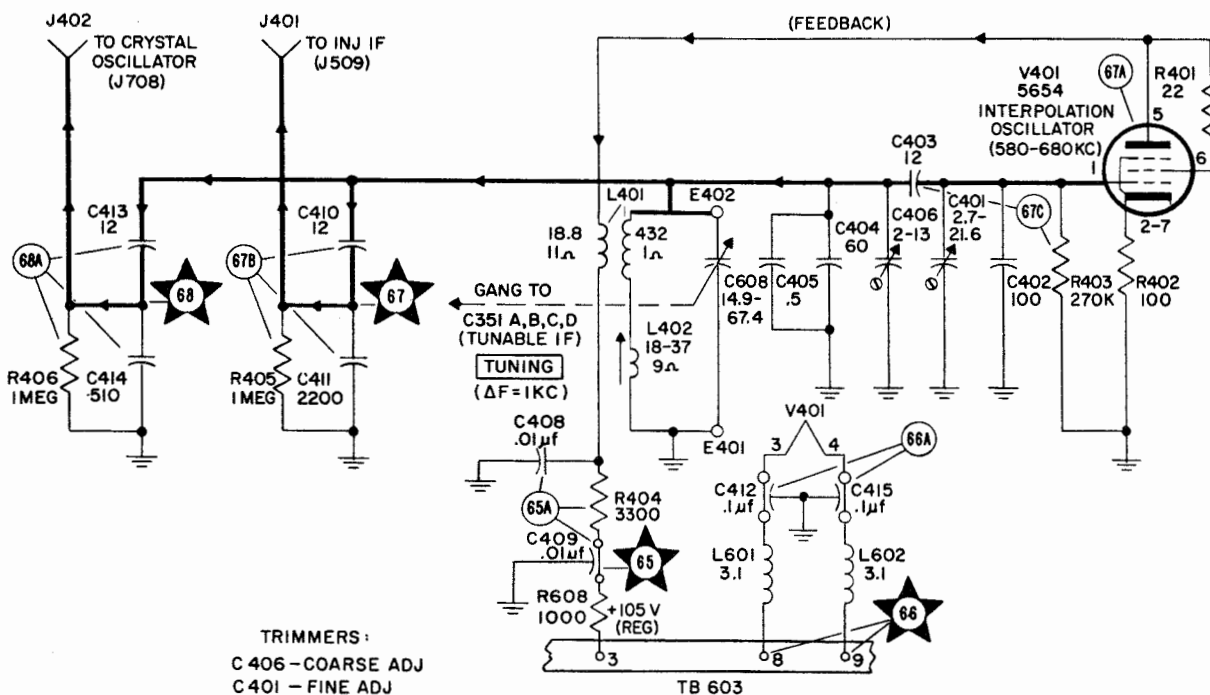 J402
TO CRYSTAL
OSCILLATOR
(J708)
J401
TO INJ IF
(J509)
(FEEDBACK)
V401
5654
INTERPOLATION
OSCILLATOR
(580-680KC)
67A
5
R401
22
6
1
2-7
C413
12
68A
68
R406
1MEG
C414
510
C410
12
67B
67
R405
1MEG
C411
2200
GANG TO
C351 A,B,C,D
(TUNABLE IF)
TUNING
(ΔF=1KC)
L401
18.8
11Ω
432
1Ω
L402
18-37
9Ω
E402
E401
C608
14.9-
67.4
C405
.5
C404
60
C403
12
C406
2-13
C401
2.7-
21.6
67C
C402
100
R403
270K
R402
100
C408
.01µf
65A
R404
3300
C409
.01µf
65
R608
1000
+105 V
(REG)
V401
3
4
66A
C412
.1µf
C415
.1µf
L601
3.1
L602
3.1
66
3
8
9
TB 603
TRIMMERS:
C406-COARSE ADJ
C401 - FINE ADJ